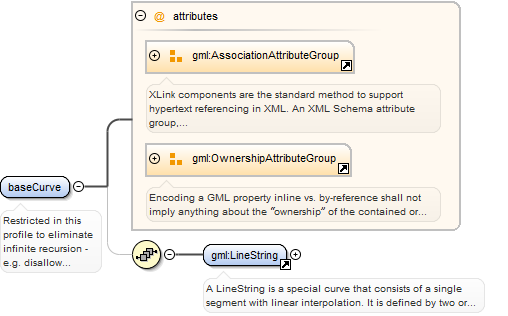 @ attributes
gml:AssociationAttributeGroup
XLink components are the standard method to support
hypertext referencing in XML. An XML Schema attribute
group,...
gml:OwnershipAttributeGroup
Encoding a GML property inline vs. by-reference shall not
imply anything about the "ownership" of the contained or...
baseCurve
Restricted in this
profile to eliminate
infinite recursion -
e.g. disallow...
gml:LineString
A LineString is a special curve that consists of a single
segment with linear interpolation. It is defined by two or...